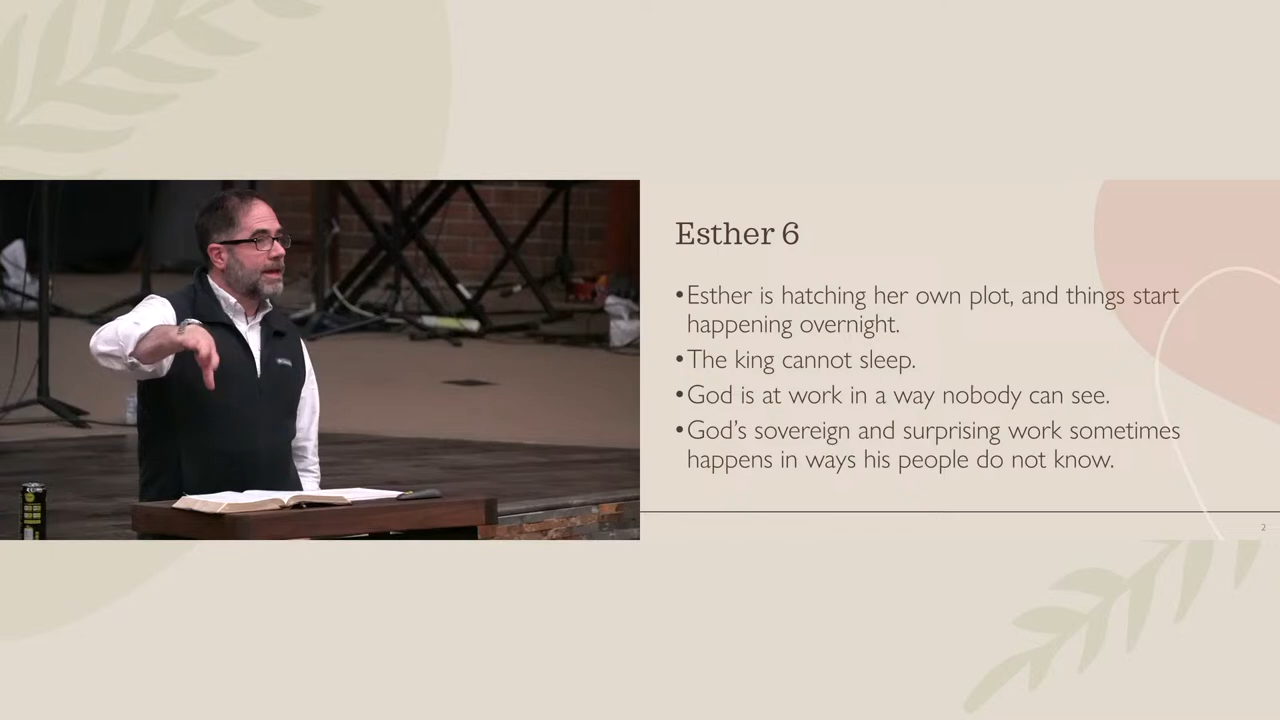 Esther 6
•Esther is hatching her own plot, and things start
happening overnight.
•The king cannot sleep.
•God is at work in a way nobody can see.
•God’s sovereign and surprising work sometimes
happens in ways his people do not know.
2